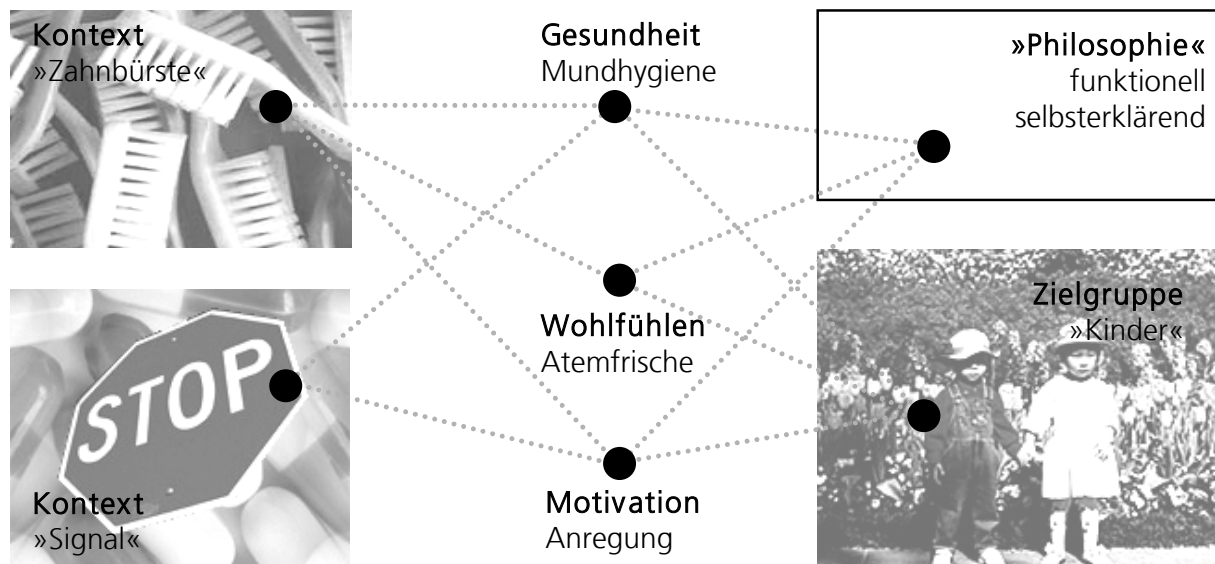 Kontext
»Zahnbürste«
Gesundheit
Mundhygiene
»Philosophie«
funktionell
selbsterklärend
Wohlfühlen
Atemfrische
Zielgruppe
»Kinder«
STOP
Kontext
»Signal«
Motivation
Anregung